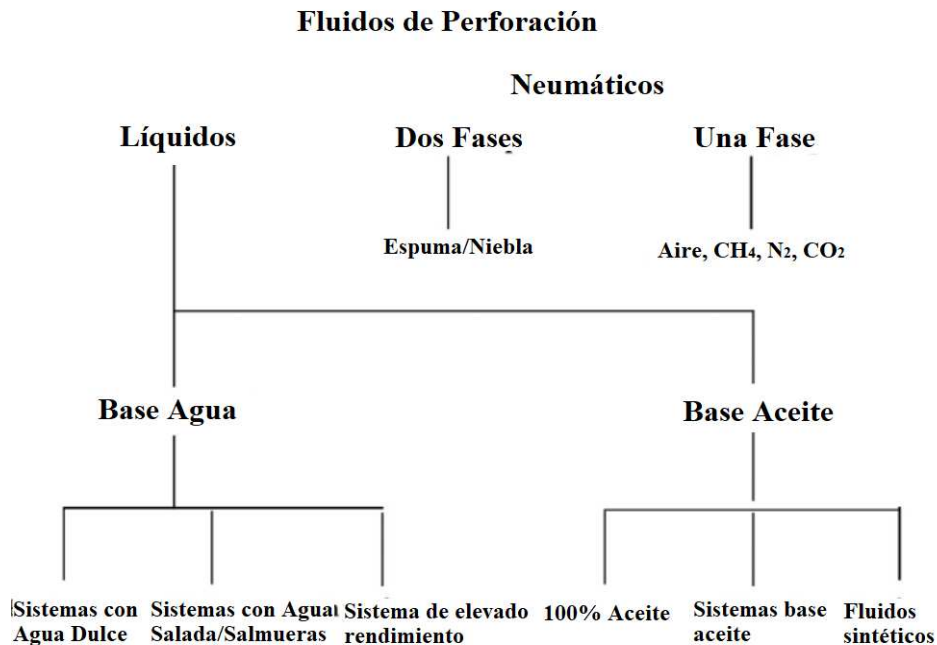 Fluidos de Perforación
Neumáticos
Líquidos
Dos Fases
Una Fase
Espuma/Niebla
Aire, CH₄, N₂, CO₂
Base Agua
Base Aceite
Sistemas con
Agua Dulce
Sistemas con Agua
Salada/Salmueras
Sistema de elevado
rendimiento
100% Aceite
Sistemas base
aceite
Fluidos
sintéticos